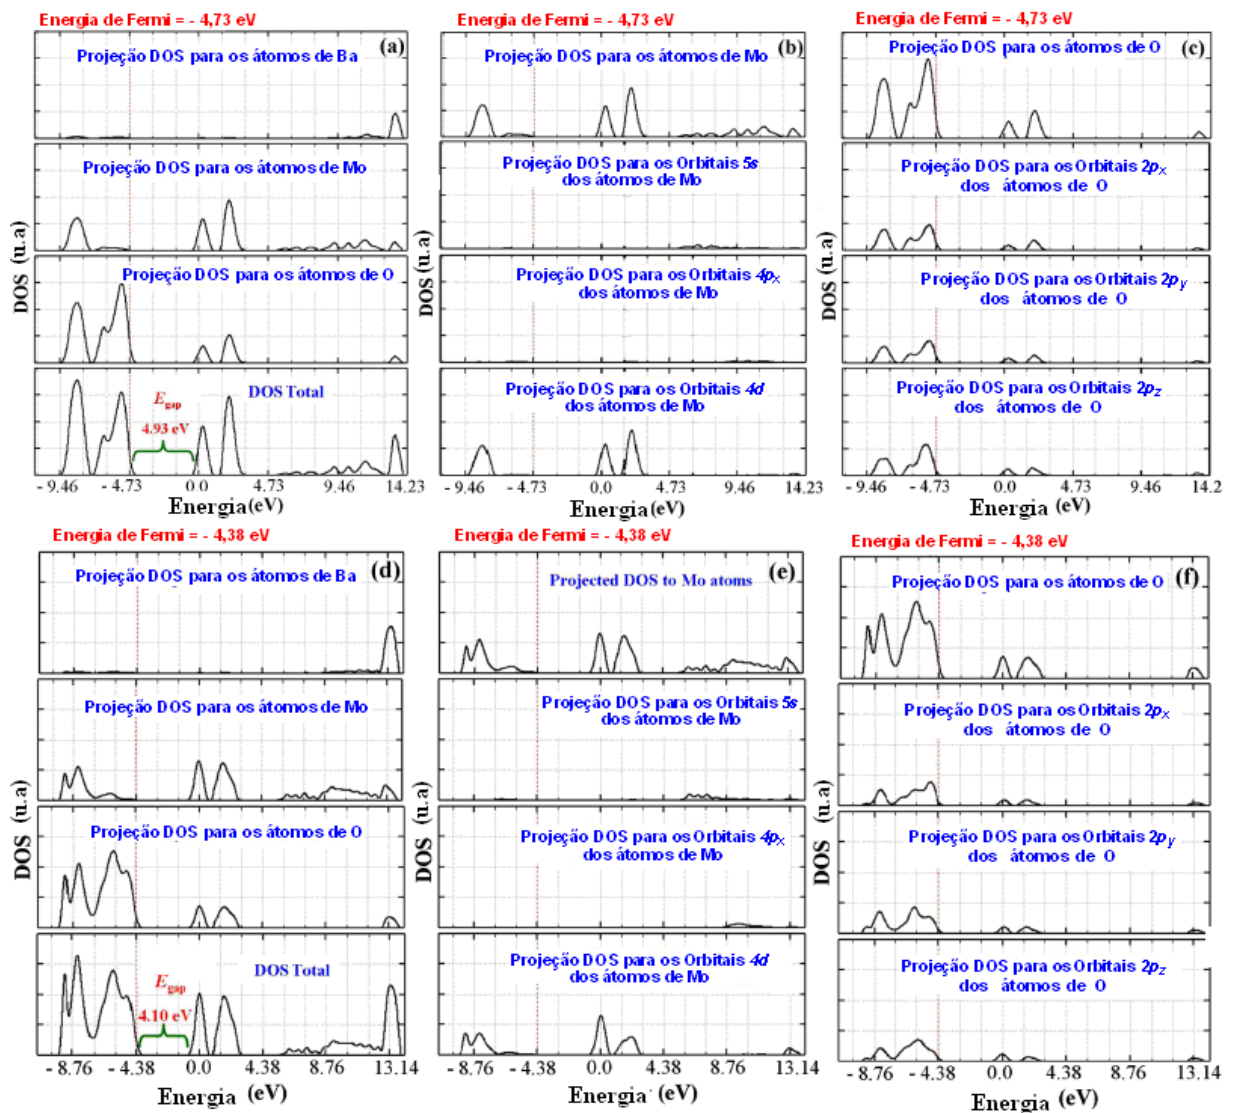 Energia de Fermi = - 4,73 eV
(a)
Projeção DOS para os átomos de Ba
Projeção DOS para os átomos de Mo
Projeção DOS para os átomos de O
DOS Total
Egap
4.93 eV
DOS (u.a)
- 9.46 - 4.73 0.0 4.73 9.46 14.23
Energia (eV)
Energia de Fermi = - 4,73 eV
(b)
Projeção DOS para os átomos de Mo
Projeção DOS para os Orbitais 5s
dos átomos de Mo
Projeção DOS para os Orbitais 4px
dos átomos de Mo
Projeção DOS para os Orbitais 4d
dos átomos de Mo
DOS (u.a)
- 9.46 - 4.73 0.0 4.73 9.46 14.23
Energia (eV)
Energia de Fermi = - 4,73 eV
(c)
Projeção DOS para os átomos de O
Projeção DOS para os Orbitais 2px
dos átomos de O
Projeção DOS para os Orbitais 2py
dos átomos de O
Projeção DOS para os Orbitais 2pz
dos átomos de O
DOS (u.a)
- 9.46 - 4.73 0.0 4.73 9.46 14.2
Energia (eV)
Energia de Fermi = - 4,38 eV
(d)
Projeção DOS para os átomos de Ba
Projeção DOS para os átomos de Mo
Projeção DOS para os átomos de O
DOS Total
Egap
4.10 eV
DOS (u.a)
- 8.76 - 4.38 0.0 4.38 8.76 13.14
Energia (eV)
Energia de Fermi = - 4,38 eV
(e)
Projected DOS to Mo atoms
Projeção DOS para os Orbitais 5s
dos átomos de Mo
Projeção DOS para os Orbitais 4px
dos átomos de Mo
Projeção DOS para os Orbitais 4d
dos átomos de Mo
DOS (u.a)
- 8.76 - 4.38 0.0 4.38 8.76 13.14
Energia (eV)
Energia de Fermi = - 4,38 eV
(f)
Projeção DOS para os átomos de O
Projeção DOS para os Orbitais 2px
dos átomos de O
Projeção DOS para os Orbitais 2py
dos átomos de O
Projeção DOS para os Orbitais 2pz
dos átomos de O
DOS (u.a)
- 8.76 - 4.38 0.0 4.38 8.76 13.14
Energia (eV)